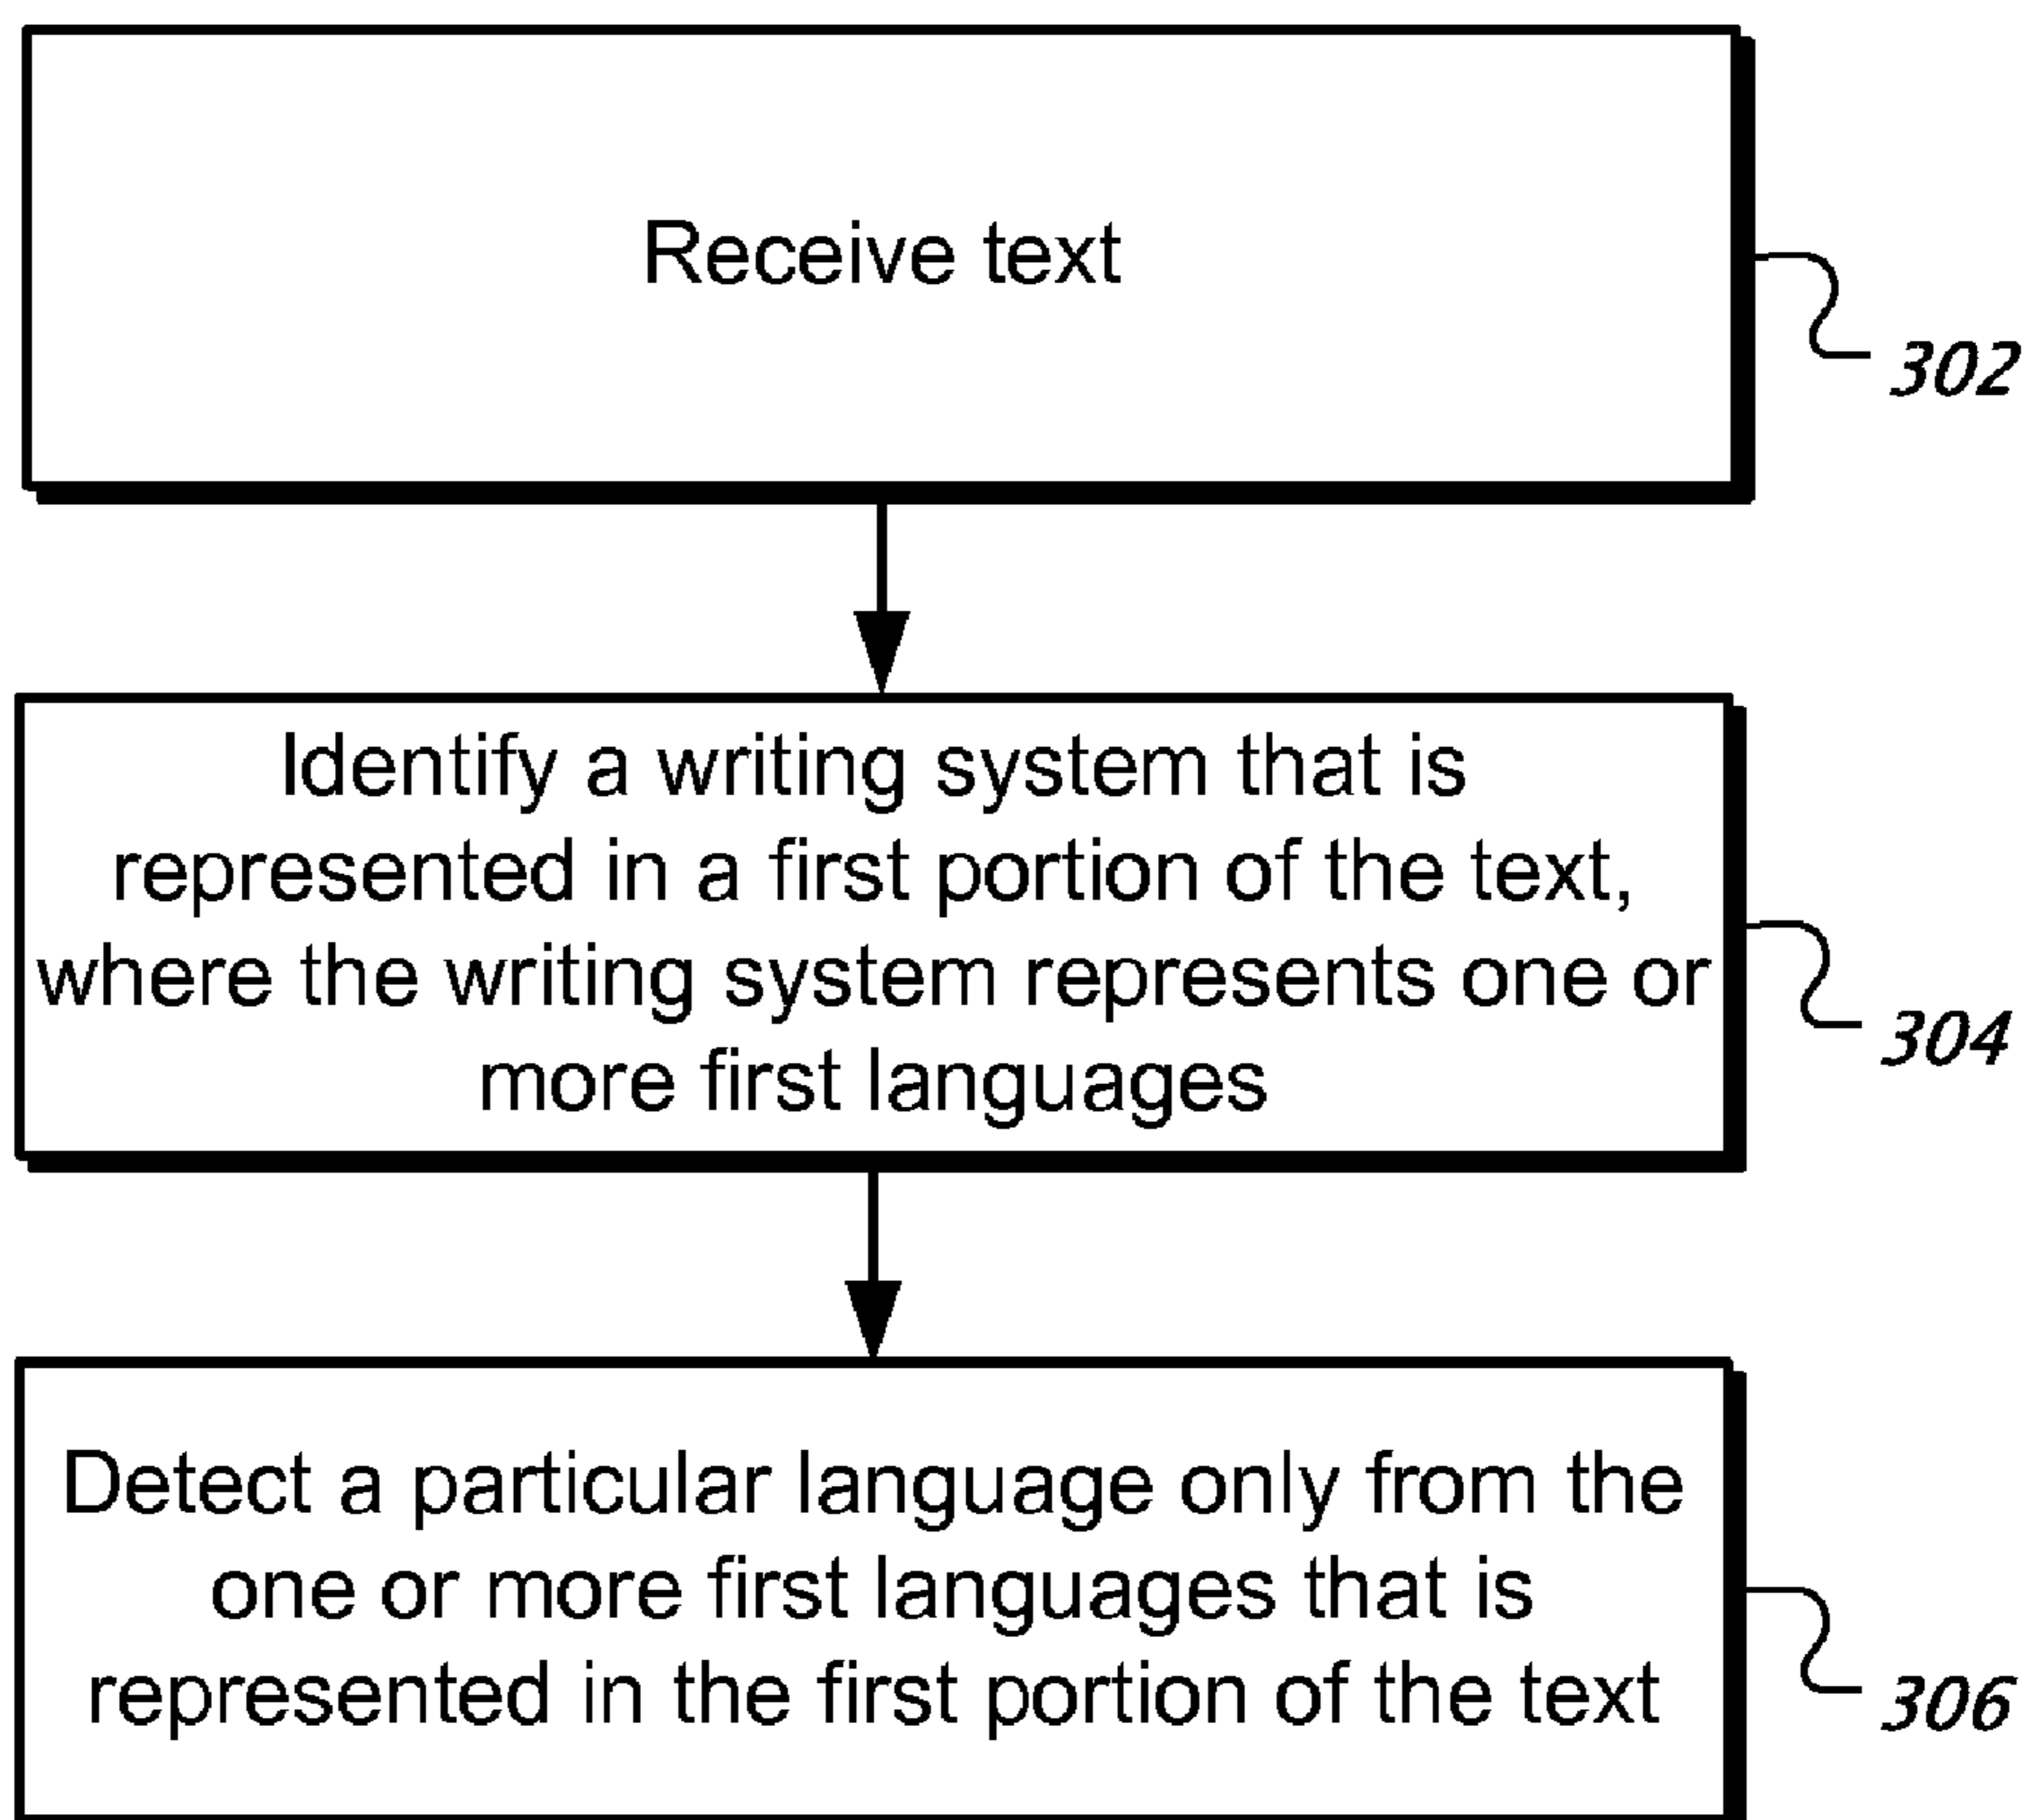 Receive text
302
Identify a writing system that is
represented in a first portion of the text,
where the writing system represents one or
more first languages
304
Detect a particular language only from the
one or more first languages that is
represented in the first portion of the text
306